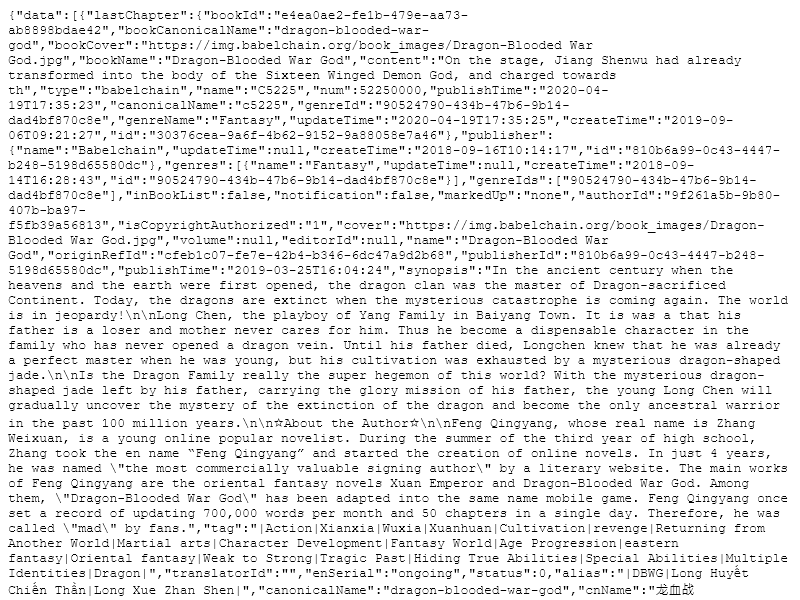 {"data":[{"lastChapter":{"bookId":"e4ea0ae2-fe1b-479e-aa73-
ab8898bdae42","bookCanonicalName":"dragon-blooded-war-
god","bookCover":"https://img.babelchain.org/book_images/Dragon-Blooded War
God.jpg","bookName":"Dragon-Blooded War God","content":"On the stage, Jiang Shenwu had already
transformed into the body of the Sixteen Winged Demon God, and charged towards
th","type":"babelchain","name":"C5225","num":52250000,"publishTime":"2020-04-
19T17:35:23","canonicalName":"c5225","genreId":"90524790-434b-47b6-9b14-
dad4bf870c8e","genreName":"Fantasy","updateTime":"2020-04-19T17:35:25","createTime":"2019-09-
06T09:21:27","id":"30376cea-9a6f-4b62-9152-9a88058e7a46"},"publisher":
{"name":"Babelchain","updateTime":null,"createTime":"2018-09-16T10:14:17","id":"810b6a99-0c43-4447-
b248-5198d65580dc"},"genres":[{"name":"Fantasy","updateTime":null,"createTime":"2018-09-
14T16:28:43","id":"90524790-434b-47b6-9b14-dad4bf870c8e"}],"genreIds":["90524790-434b-47b6-9b14-
dad4bf870c8e"],"inBookList":false,"notification":false,"markedUp":"none","authorId":"9f261a5b-9b80-
407b-ba97-
f5fb39a56813","isCopyrightAuthorized":"1","cover":"https://img.babelchain.org/book_images/Dragon-
Blooded War God.jpg","volume":null,"editorId":null,"name":"Dragon-Blooded War
God","originRefId":"cfeb1c07-fe7e-42b4-b346-6dc47a9d2b68","publisherId":"810b6a99-0c43-4447-b248-
5198d65580dc","publishTime":"2019-03-25T16:04:24","synopsis":"In the ancient century when the
heavens and the earth were first opened, the dragon clan was the master of Dragon-sacrificed
Continent. Today, the dragons are extinct when the mysterious catastrophe is coming again. The world
is in jeopardy!\n\nLong Chen, the playboy of Yang Family in Baiyang Town. It is was a that his
father is a loser and mother never cares for him. Thus he become a dispensable character in the
family who has never opened a dragon vein. Until his father died, Longchen knew that he was already
a perfect master when he was young, but his cultivation was exhausted by a mysterious dragon-shaped
jade.\n\nIs the Dragon Family really the super hegemon of this world? With the mysterious dragon-
shaped jade left by his father, carrying the glory mission of his father, the young Long Chen will
gradually uncover the mystery of the extinction of the dragon and become the only ancestral warrior
in the past 100 million years.\n\n☆About the Author☆\n\nFeng Qingyang, whose real name is Zhang
Weixuan, is a young online popular novelist. During the summer of the third year of high school,
Zhang took the en name “Feng Qingyang” and started the creation of online novels. In just 4 years,
he was named \"the most commercially valuable signing author\" by a literary website. The main works
of Feng Qingyang are the oriental fantasy novels Xuan Emperor and Dragon-Blooded War God. Among
them, \"Dragon-Blooded War God\" has been adapted into the same name mobile game. Feng Qingyang once
set a record of updating 700,000 words per month and 50 chapters in a single day. Therefore, he was
called \"mad\" by fans.","tag":"|Action|Xianxia|Wuxia|Xuanhuan|Cultivation|revenge|Returning from
Another World|Martial arts|Character Development|Fantasy World|Age Progression|eastern
fantasy|Oriental fantasy|Weak to Strong|Tragic Past|Hiding True Abilities|Special Abilities|Multiple
Identities|Dragon|","translatorId":"","enSerial":"ongoing","status":0,"alias":"|DBWG|Long Huyết
Chiến Thần|Long Xue Zhan Shen|","canonicalName":"dragon-blooded-war-god","cnName":"龙血战